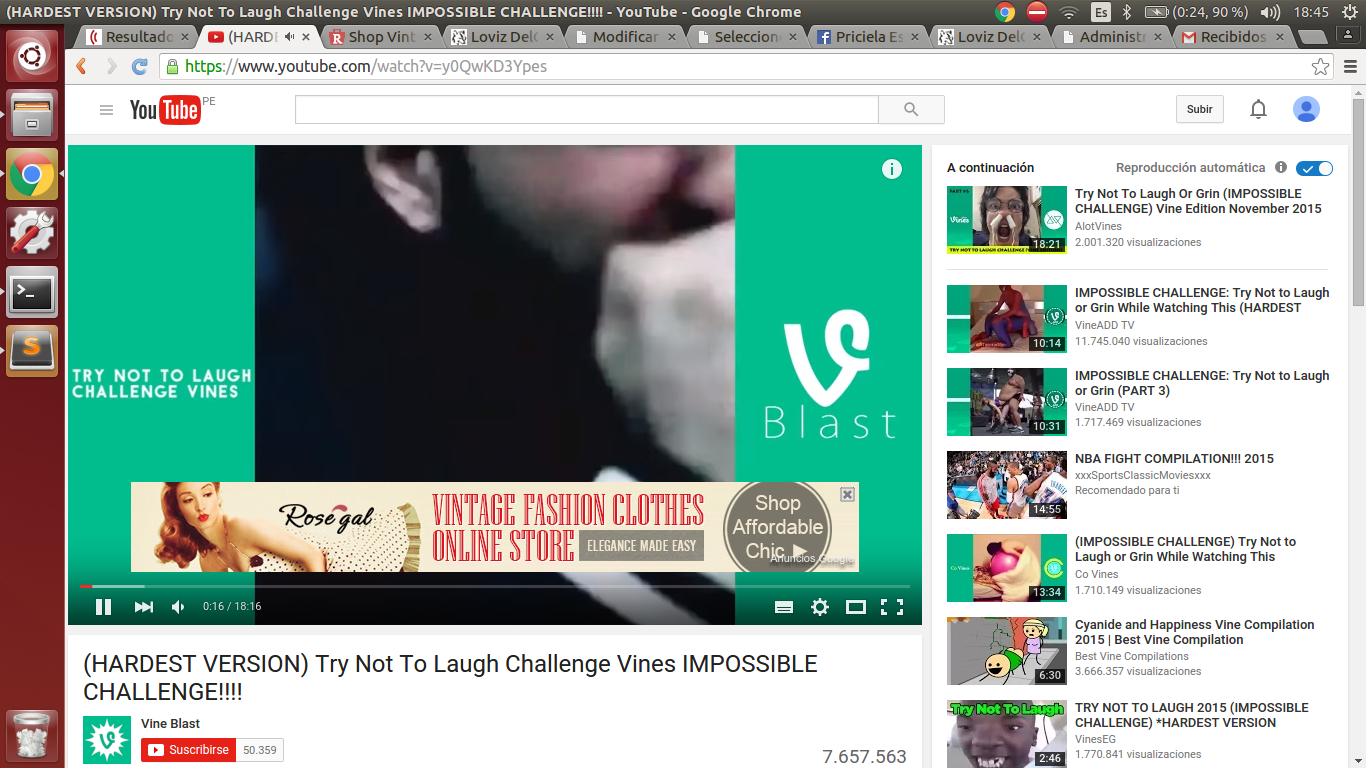 (HARDEST VERSION) Try Not To Laugh Challenge Vines IMPOSSIBLE CHALLENGE!!!! - YouTube - Google Chrome
Es
(0:24, 90 %)
18:45
Resultado
(HARDE
Shop Vint
Loviz Del
Modificar
Seleccion
Priciela Es
Loviz Del
Administr
Recibidos
https://www.youtube.com/watch?v=y0QwKD3Ypes
YouTube PE
Subir
TRY NOT TO LAUGH
CHALLENGE VINES
Blast
Rosegal
VINTAGE FASHION CLOTHES
ONLINE STORE
ELEGANCE MADE EASY
Shop
Affordable
Chic ►
Anuncios Google
0:16 / 18:16
(HARDEST VERSION) Try Not To Laugh Challenge Vines IMPOSSIBLE
CHALLENGE!!!!
Vine Blast
Suscribirse
50.359
7.657.563
A continuación
Reproducción automática
Try Not To Laugh Or Grin (IMPOSSIBLE
CHALLENGE) Vine Edition November 2015
AlotVines
2.001.320 visualizaciones
18:21
IMPOSSIBLE CHALLENGE: Try Not to Laugh
or Grin While Watching This (HARDEST
VineADD TV
11.745.040 visualizaciones
10:14
IMPOSSIBLE CHALLENGE: Try Not to Laugh
or Grin (PART 3)
VineADD TV
1.717.469 visualizaciones
10:31
NBA FIGHT COMPILATION!!! 2015
xxxSportsClassicMoviesxxx
Recomendado para ti
14:55
(IMPOSSIBLE CHALLENGE) Try Not to
Laugh or Grin While Watching This
Co Vines
1.710.149 visualizaciones
Co Vines
13:34
Cyanide and Happiness Vine Compilation
2015 | Best Vine Compilation
Best Vine Compilations
3.666.357 visualizaciones
6:30
Try Not To Laugh
TRY NOT TO LAUGH 2015 (IMPOSSIBLE
CHALLENGE) *HARDEST VERSION
VinesEG
1.770.841 visualizaciones
2:46